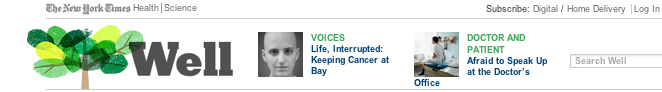 The New York Times Health | Science
Subscribe: Digital / Home Delivery | Log In
Well
VOICES
Life, Interrupted:
Keeping Cancer at
Bay
DOCTOR AND
PATIENT
Afraid to Speak Up
at the Doctor's
Office
Search Well